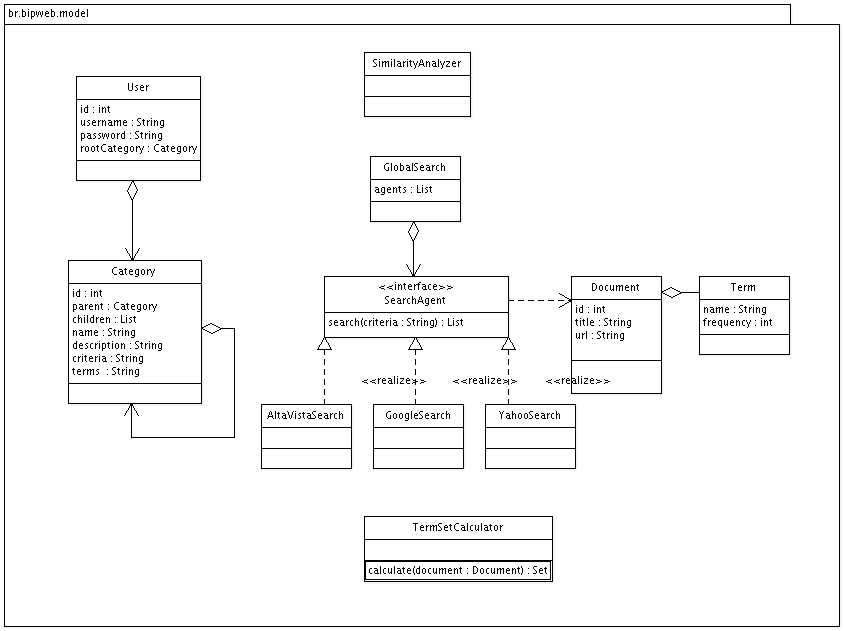 br.bipweb.model
SimilarityAnalyzer
User
id : int
username : String
password : String
rootCategory : Category
GlobalSearch
agents : List
Category
id : int
parent : Category
children : List
name : String
description : String
criteria : String
terms : String
<<interface>>
SearchAgent
search(criteria : String) : List
Document
id : int
title : String
url : String
Term
name : String
frequency : int
<<realize>>
<<realize>>
<<realize>>
AltaVistaSearch
GoogleSearch
YahooSearch
TermSetCalculator
calculate(document : Document) : Set